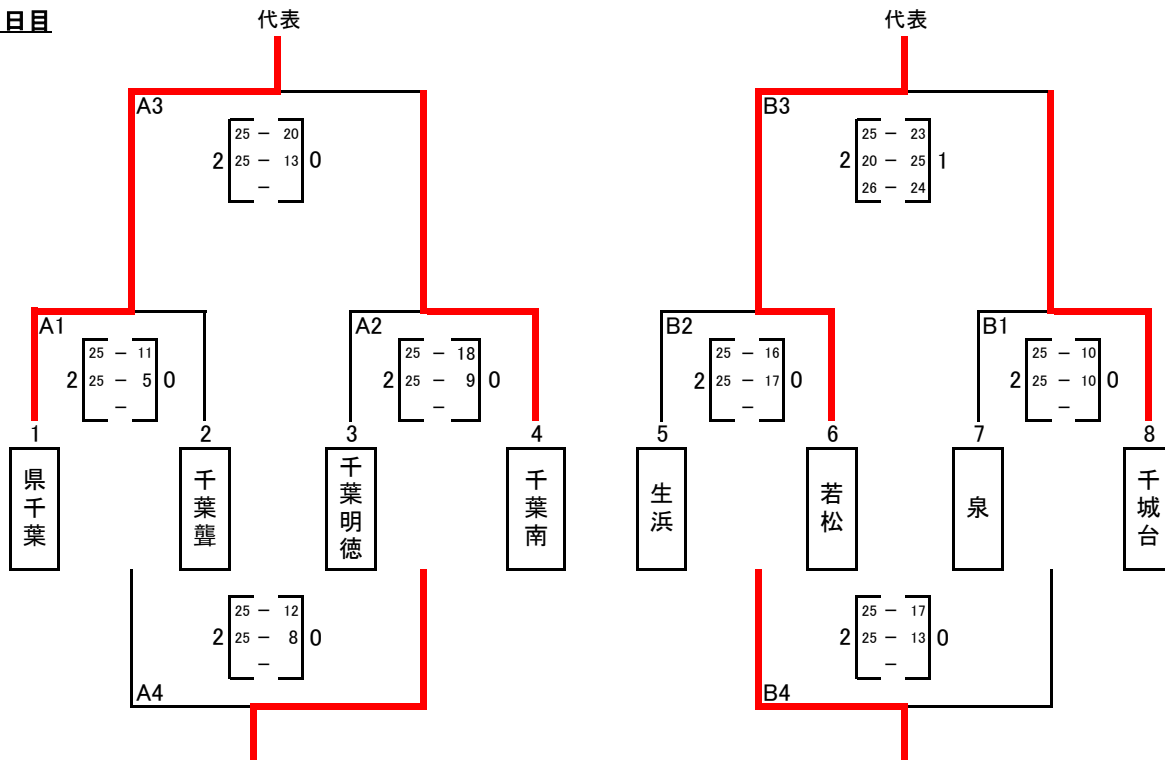 日目
代表 代表
A3 B3
25 - 20 25 - 23
2 25 - 13 0 2 20 - 25 1
- 26 - 24
A1 A2 B2 B1
25 - 11 25 - 18 25 - 16 25 - 10
2 25 - 5 0 2 25 - 9 0 2 25 - 17 0 2 25 - 10 0
- - - -
1 2 3 4 5 6 7 8
県千葉
千葉聾
千葉明徳
千葉南
生浜
若松
泉
千城台
25 - 12 25 - 17
2 25 - 8 0 2 25 - 13 0
- -
A4 B4